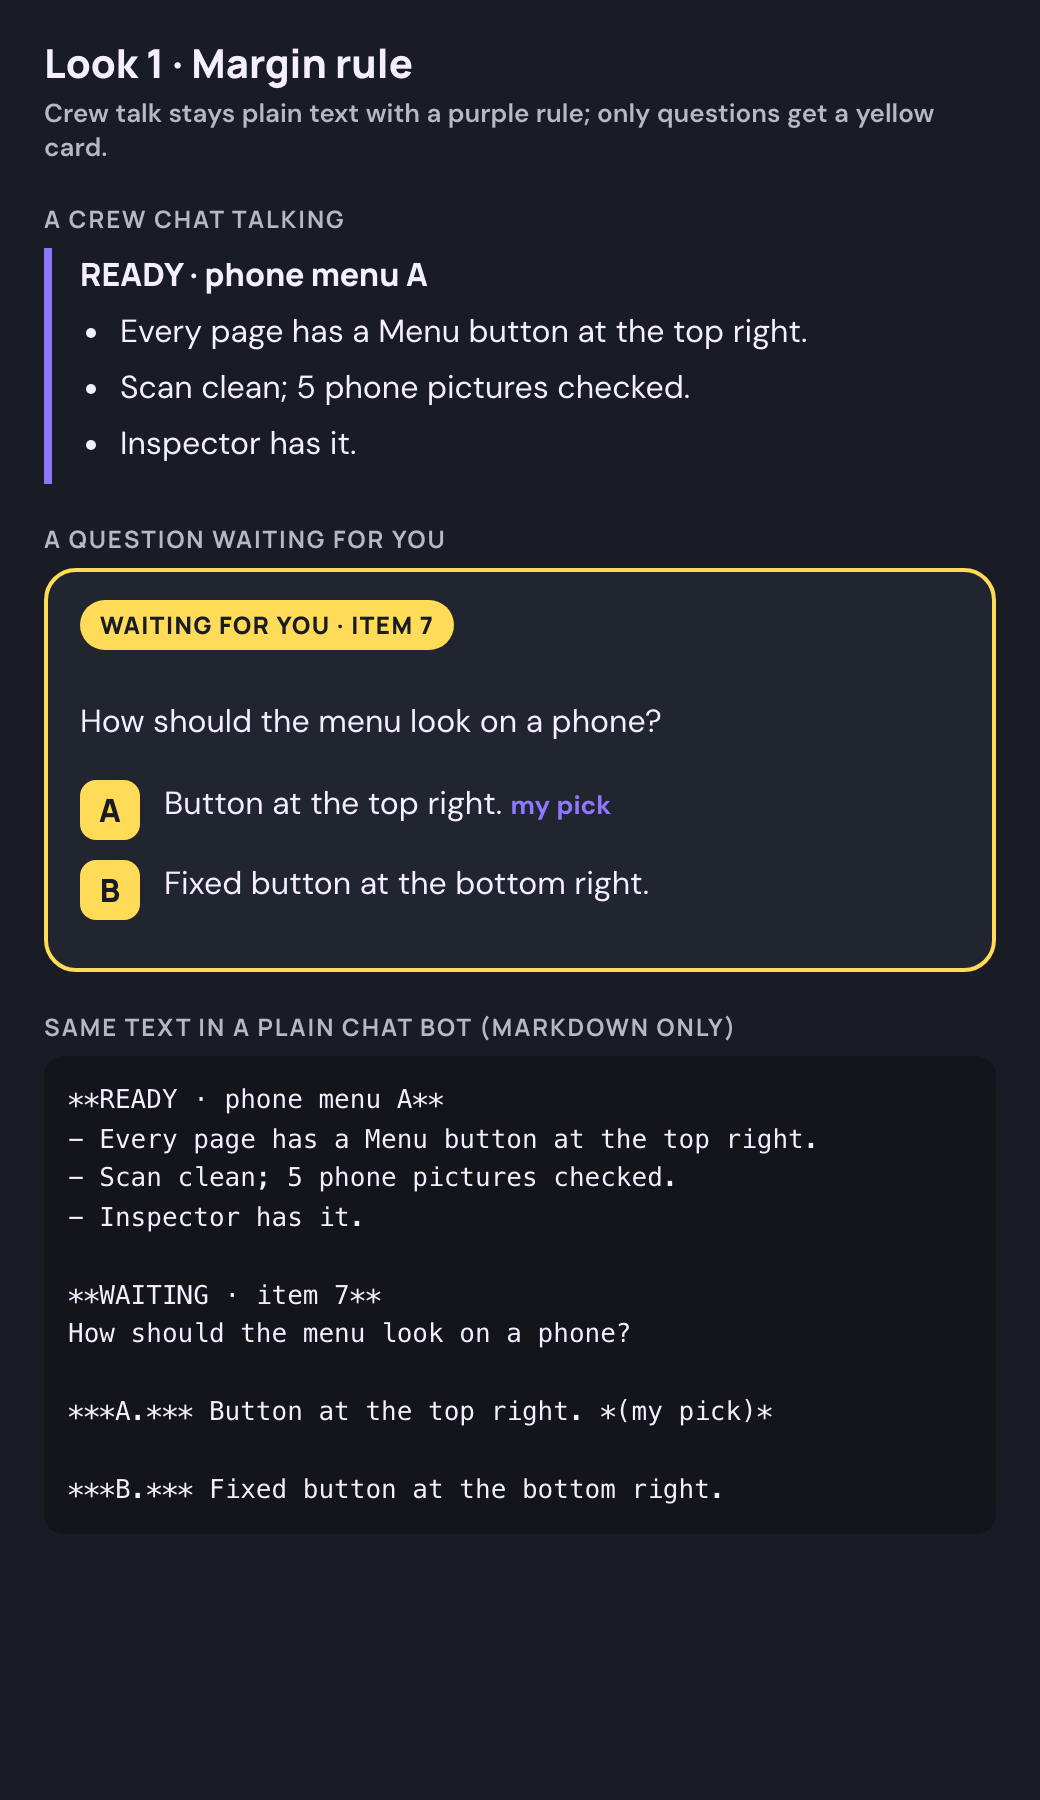 Look 1 · Margin rule
Crew talk stays plain text with a purple rule; only questions get a yellow
card.
A CREW CHAT TALKING
READY · phone menu A
• Every page has a Menu button at the top right.
• Scan clean; 5 phone pictures checked.
• Inspector has it.
A QUESTION WAITING FOR YOU
WAITING FOR YOU · ITEM 7
How should the menu look on a phone?
A Button at the top right. my pick
B Fixed button at the bottom right.
SAME TEXT IN A PLAIN CHAT BOT (MARKDOWN ONLY)
**READY · phone menu A**
– Every page has a Menu button at the top right.
– Scan clean; 5 phone pictures checked.
– Inspector has it.
**WAITING · item 7**
How should the menu look on a phone?
***A.*** Button at the top right. *(my pick)*
***B.*** Fixed button at the bottom right.